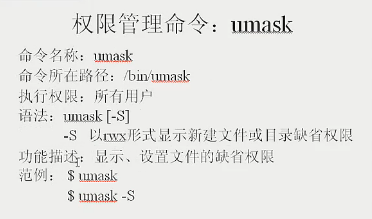 权限管理命令：umask
命令名称：umask
命令所在路径：/bin/umask
执行权限：所有用户
语法：umask [-S]
-S 以rwx形式显示新建文件或目录缺省权限
功能描述：显示、设置文件的缺省权限
范例： $ umask
$ umask -S